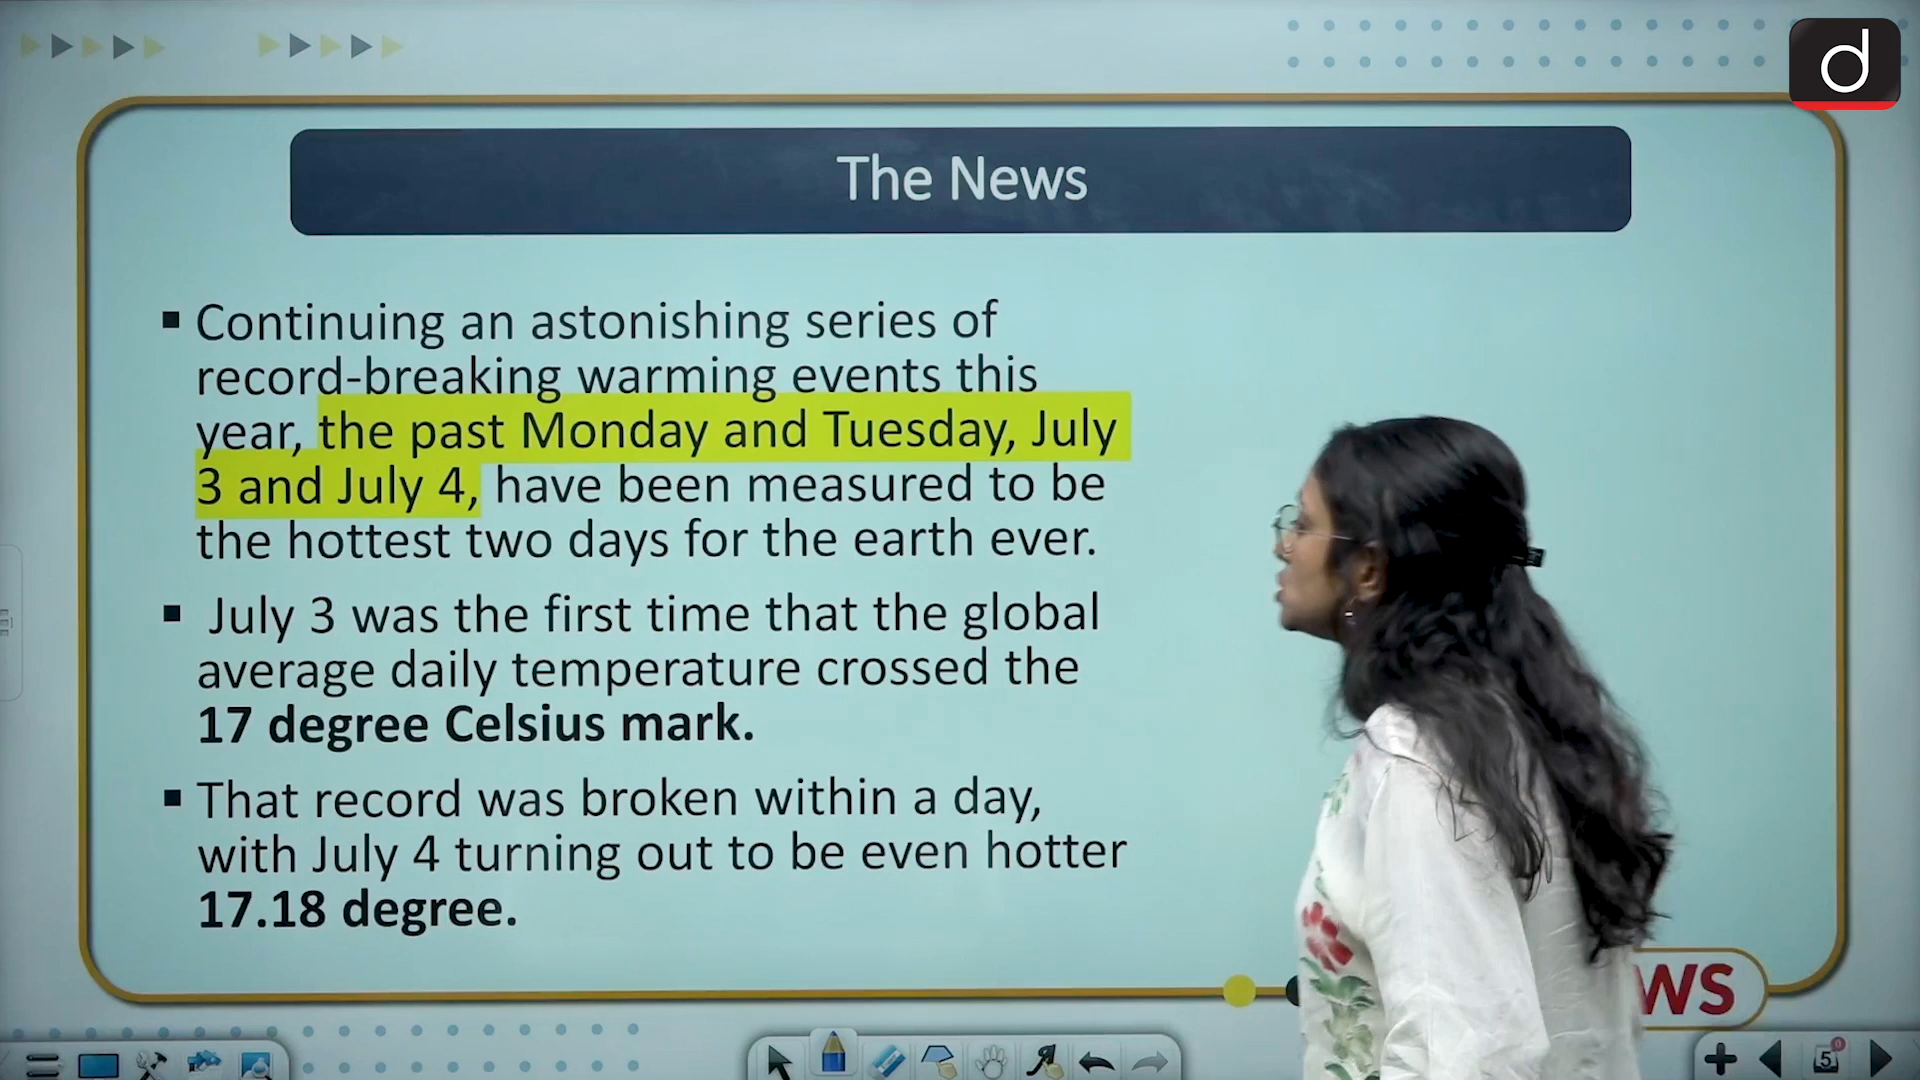 d
The News
▪ Continuing an astonishing series of
record-breaking warming events this
year, the past Monday and Tuesday, July
3 and July 4, have been measured to be
the hottest two days for the earth ever.
▪ July 3 was the first time that the global
average daily temperature crossed the
17 degree Celsius mark.
▪ That record was broken within a day,
with July 4 turning out to be even hotter
17.18 degree.
WS
5
0